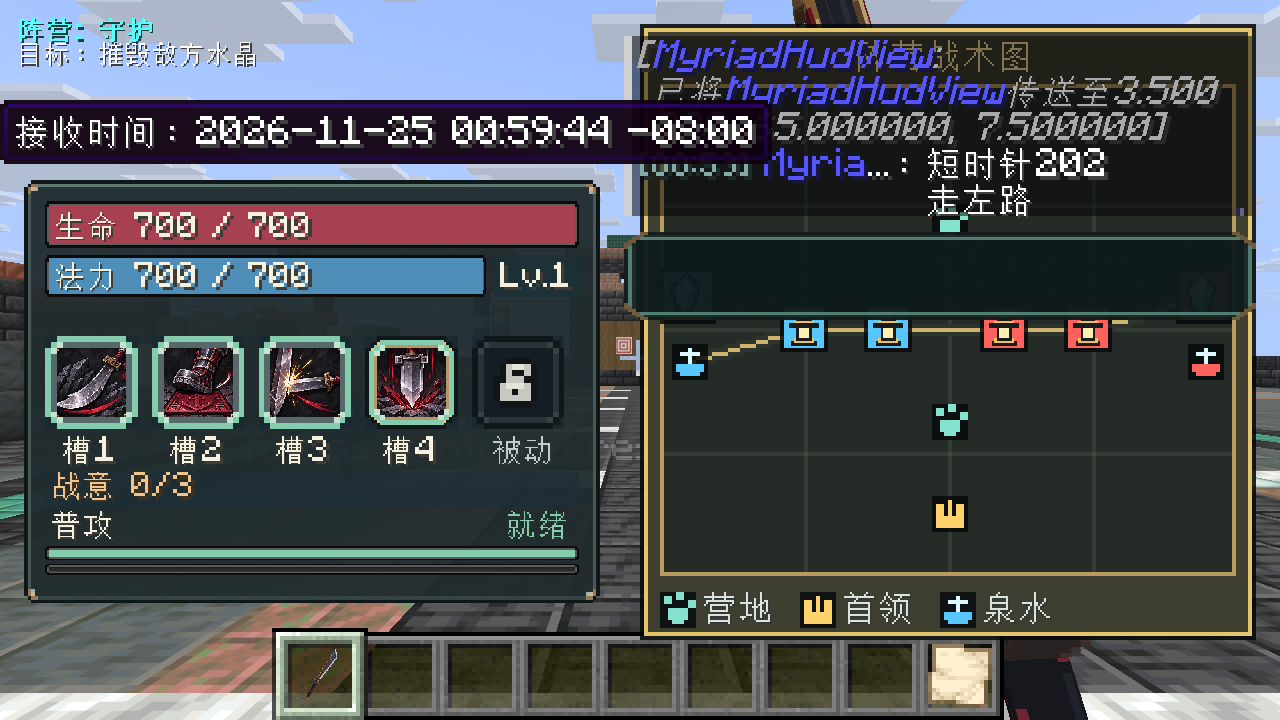 阵营：守护
目标：摧毁敌方水晶
[MyriadHudView:
战术图
已将MyriadHudView传送至3.500
5.000000, 7.500000]
接收时间：2026-11-25 00:59:44 -08:00
Myria...：短时针202
走左路
生命 700 / 700
法力 700 / 700
Lv.1
槽1
槽2
槽3
槽4
被动
战意 0/3
普攻
就绪
营地
首领
泉水